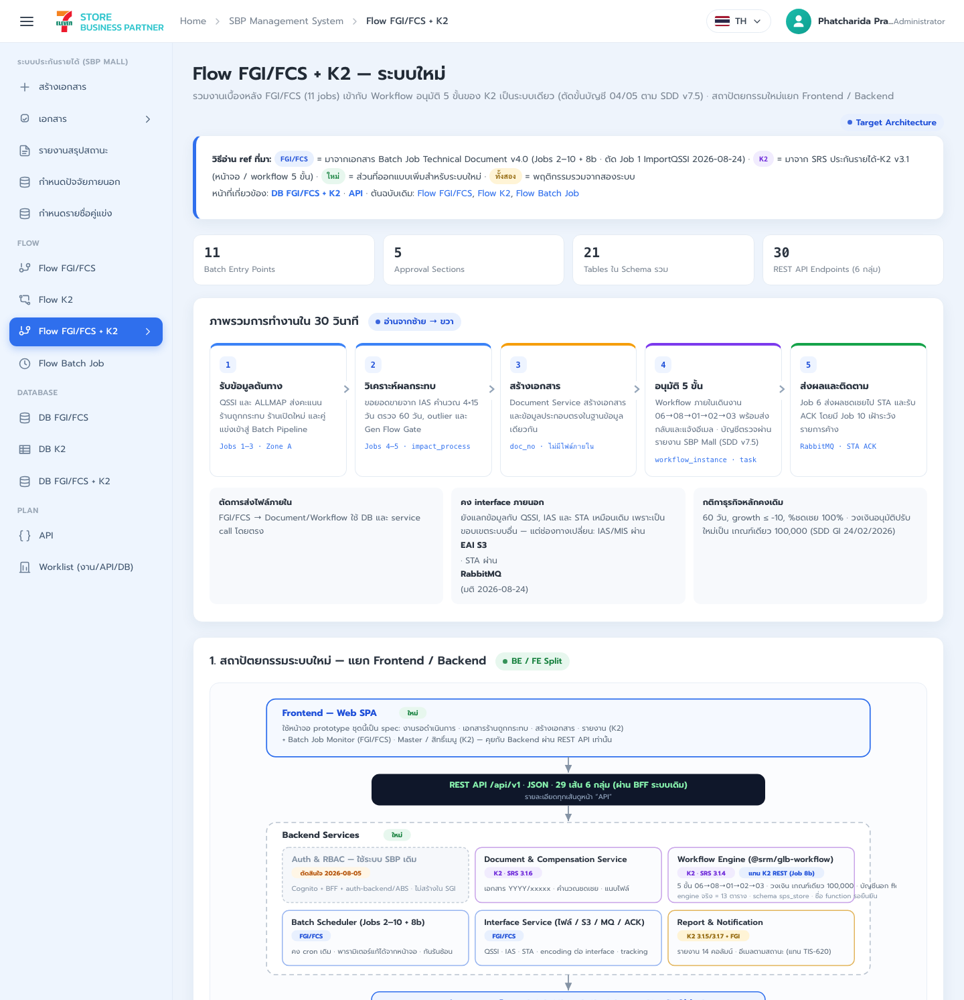 STORE
BUSINESS PARTNER
Home > SBP Management System > Flow FGI/FCS + K2
TH
Phatcharida Pra...Administrator
ระบบประกันรายได้ (SBP MALL)
สร้างเอกสาร
เอกสาร
รายงานสรุปสถานะ
กำหนดปัจจัยภายนอก
กำหนดรายชื่อคู่แข่ง
FLOW
Flow FGI/FCS
Flow K2
Flow FGI/FCS + K2
Flow Batch Job
DATABASE
DB FGI/FCS
DB K2
DB FGI/FCS + K2
PLAN
API
Worklist (งาน/API/DB)
Flow FGI/FCS + K2 — ระบบใหม่
รวมงานเบื้องหลัง FGI/FCS (11 jobs) เข้ากับ Workflow อนุมัติ 5 ขั้นของ K2 เป็นระบบเดียว (ตัดขั้นบัญชี 04/05 ตาม SDD v7.5) · สถาปัตยกรรมใหม่แยก Frontend / Backend
Target Architecture
วิธีอ่าน ref ที่มา: FGI/FCS = มาจากเอกสาร Batch Job Technical Document v4.0 (Jobs 2–10 + 8b · ตัด Job 1 ImportQSSI 2026-08-24) · K2 = มาจาก SRS ประกันรายได้-K2 v3.1
(หน้าจอ / workflow 5 ขั้น) · ใหม่ = ส่วนที่ออกแบบเพิ่มสำหรับระบบใหม่ · ทั้งสอง = พฤติกรรมรวมจากสองระบบ
หน้าที่เกี่ยวข้อง: DB FGI/FCS + K2 · API · ต้นฉบับเดิม: Flow FGI/FCS, Flow K2, Flow Batch Job
11
Batch Entry Points
5
Approval Sections
21
Tables ใน Schema รวม
30
REST API Endpoints (6 กลุ่ม)
ภาพรวมการทำงานใน 30 วินาที
อ่านจากซ้าย → ขวา
1
รับข้อมูลต้นทาง
QSSI และ ALLMAP ส่งคะแนน
ร้านถูกกระทบ ร้านเปิดใหม่ และคู่
แข่งเข้าสู่ Batch Pipeline
Jobs 1–3 · Zone A
2
วิเคราะห์ผลกระทบ
ขอยอดขายจาก IAS คำนวณ 4×15
วัน ตรวจ 60 วัน, outlier และ
Gen Flow Gate
Jobs 4–5 · impact_process
3
สร้างเอกสาร
Document Service สร้างเอกสาร
และข้อมูลประกอบตรงในฐานข้อมูล
เดียวกัน
doc_no · ไม่มีไฟล์ภายใน
4
อนุมัติ 5 ขั้น
Workflow ภายในเดินงาน
06→08→01→02→03 พร้อมส่ง
กลับและแจ้งอีเมล · บัญชีตรวจผ่าน
รายงาน SBP Mall (SDD v7.5)
workflow_instance · task
5
ส่งผลและติดตาม
Job 6 ส่งผลชดเชยไป STA และรับ
ACK โดยมี Job 10 เฝ้าระวัง
รายการค้าง
RabbitMQ · STA ACK
ตัดการส่งไฟล์ภายใน
FGI/FCS → Document/Workflow ใช้ DB และ service
call โดยตรง
คง interface ภายนอก
ยังแลกข้อมูลกับ QSSI, IAS และ STA เหมือนเดิม เพราะเป็น
ขอบเขตระบบอื่น — แต่ช่องทางเปลี่ยน: IAS/MIS ผ่าน
EAI S3
· STA ผ่าน
RabbitMQ
(มติ 2026-08-24)
กติกาธุรกิจหลักคงเดิม
60 วัน, growth ≤ -10, %ชดเชย 100% · วงเงินอนุมัติปรับ
ใหม่เป็น เกณฑ์เดียว 100,000 (SDD GI 24/02/2026)
1. สถาปัตยกรรมระบบใหม่ — แยก Frontend / Backend
BE / FE Split
Frontend — Web SPA ใหม่
ใช้หน้าจอ prototype ชุดนี้เป็น spec: งานรอดำเนินการ · เอกสารร้านถูกกระทบ · สร้างเอกสาร · รายงาน (K2)
+ Batch Job Monitor (FGI/FCS) · Master / สิทธิ์เมนู (K2) — คุยกับ Backend ผ่าน REST API เท่านั้น
REST API /api/v1 · JSON · 29 เส้น 6 กลุ่ม (ผ่าน BFF ระบบเดิม)
รายละเอียดทุกเส้นดูหน้า "API"
Backend Services ใหม่
Auth & RBAC — ใช้ระบบ SBP เดิม
ตัดสินใจ 2026-08-05
Cognito + BFF + auth-backend/ABS · ไม่สร้างใน SGI
Document & Compensation Service
K2 · SRS 3.1.6
เอกสาร YYYY/xxxxx · คำนวณชดเชย · แนบไฟล์
Workflow Engine (@srm/glb-workflow)
K2 · SRS 3.1.4 แทน K2 REST (Job 8b)
5 ขั้น 06→08→01→02→03 · วงเงิน เกณฑ์เดียว 100,000 · บัญชีนอก
engine จริง = 13 ตาราง · schema sps_store · ชื่อ function รอยืนยัน
Batch Scheduler (Jobs 2–10 + 8b)
FGI/FCS
คง cron เดิม · พารามิเตอร์แก้ได้จากหน้าจอ · กันรันซ้อน
Interface Service (ไฟล์ / S3 / MQ / ACK)
FGI/FCS
QSSI · IAS · STA · encoding ต่อ interface · tracking
Report & Notification
K2 3.1.5/3.1.7 + FGI
รายงาน 14 คอลัมน์ · อีเมลตามสถานะ (แทน TIS-620)